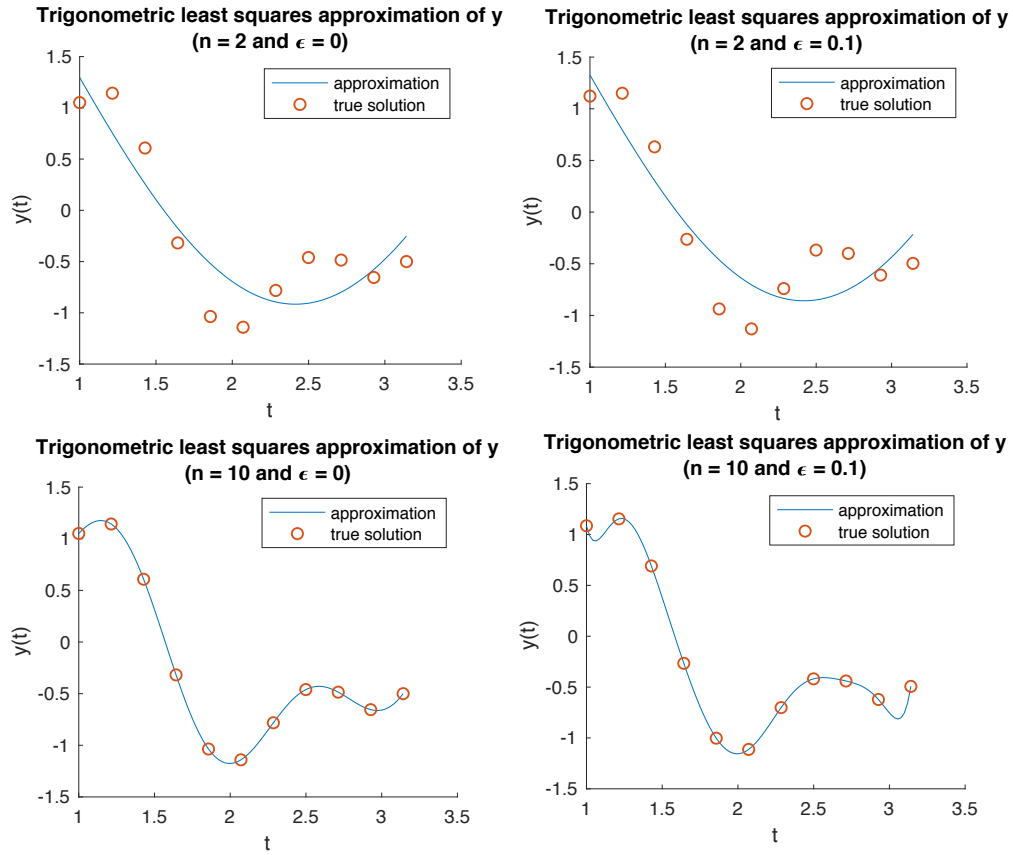 Trigonometric least squares approximation of y
(n = 2 and ϵ = 0)
1.5
1
0.5
0
-0.5
-1
-1.5
y(t)
approximation
true solution
1
1.5
2
2.5
3
3.5
t
Trigonometric least squares approximation of y
(n = 2 and ϵ = 0.1)
1.5
1
0.5
0
-0.5
-1
-1.5
y(t)
approximation
true solution
1
1.5
2
2.5
3
3.5
t
Trigonometric least squares approximation of y
(n = 10 and ϵ = 0)
1.5
1
0.5
0
-0.5
-1
-1.5
y(t)
approximation
true solution
1
1.5
2
2.5
3
3.5
t
Trigonometric least squares approximation of y
(n = 10 and ϵ = 0.1)
1.5
1
0.5
0
-0.5
-1
-1.5
y(t)
approximation
true solution
1
1.5
2
2.5
3
3.5
t